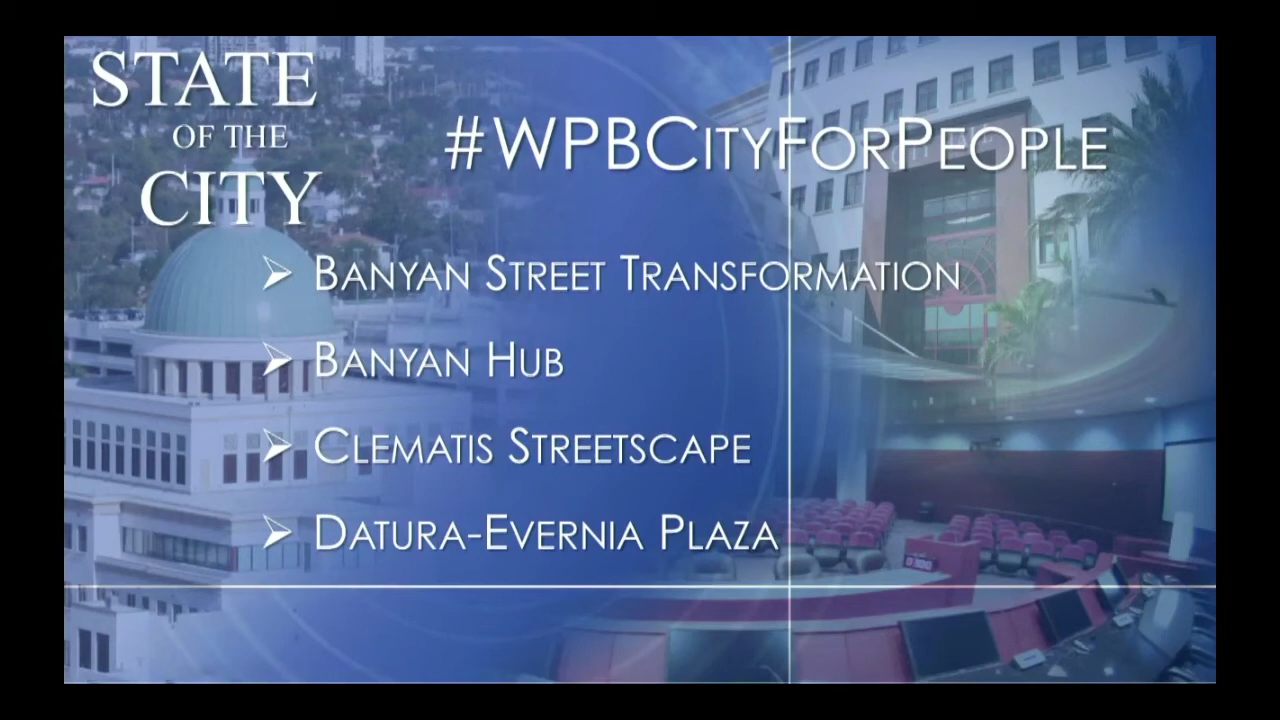 STATE
OF THE
CITY
#WPBCityForPeople
Banyan Street Transformation
Banyan Hub
Clematis Streetscape
Datura-Evernia Plaza